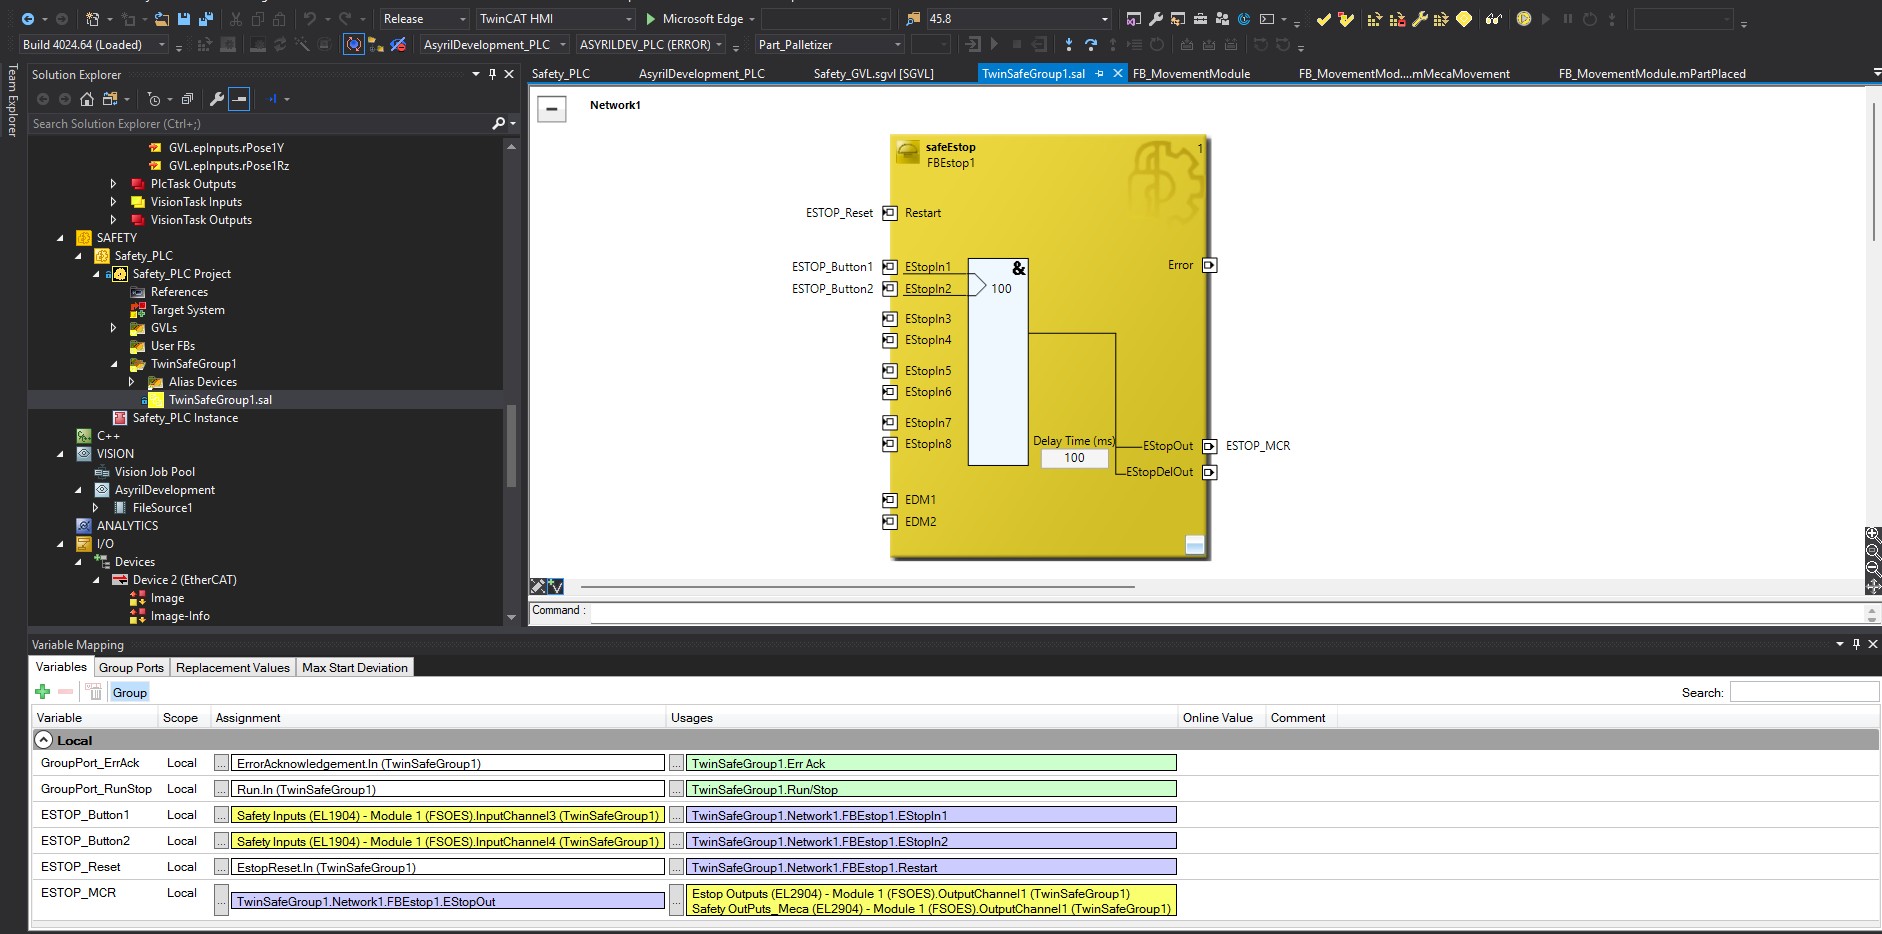 Release
TwinCAT HMI
Microsoft Edge
45.8
Build 4024.64 (Loaded)
AsyrilDevelopment_PLC
ASYRILDEV_PLC (ERROR)
Part_Palletizer
Team Explorer
Solution Explorer
Safety_PLC
AsyrilDevelopment_PLC
Safety_GVL.sgvl [SGVL]
TwinSafeGroup1.sal
FB_MovementModule
FB_MovementMod....mMecaMovement
FB_MovementModule.mPartPlaced
Search Solution Explorer (Ctrl+;)
GVL.epInputs.rPose1Y
GVL.epInputs.rPose1Rz
PlcTask Outputs
VisionTask Inputs
VisionTask Outputs
SAFETY
Safety_PLC
Safety_PLC Project
References
Target System
GVLs
User FBs
TwinSafeGroup1
Alias Devices
TwinSafeGroup1.sal
Safety_PLC Instance
C++
VISION
Vision Job Pool
AsyrilDevelopment
FileSource1
ANALYTICS
I/O
Devices
Device 2 (EtherCAT)
Image
Image-Info
Network1
safeEstop
FBEstop1
1
ESTOP_Reset
Restart
ESTOP_Button1
EStopIn1
&
Error
ESTOP_Button2
EStopIn2
100
EStopIn3
EStopIn4
EStopIn5
EStopIn6
EStopIn7
EStopIn8
Delay Time (ms)
100
EStopOut
ESTOP_MCR
EStopDelOut
EDM1
EDM2
Command :
Variable Mapping
Variables
Group Ports
Replacement Values
Max Start Deviation
Group
Search:
Variable
Scope
Assignment
Usages
Online Value
Comment
Local
GroupPort_ErrAck
Local
...
ErrorAcknowledgement.In (TwinSafeGroup1)
...
TwinSafeGroup1.Err Ack
GroupPort_RunStop
Local
...
Run.In (TwinSafeGroup1)
...
TwinSafeGroup1.Run/Stop
ESTOP_Button1
Local
...
Safety Inputs (EL1904) - Module 1 (FSOES).InputChannel3 (TwinSafeGroup1)
...
TwinSafeGroup1.Network1.FBEstop1.EStopIn1
ESTOP_Button2
Local
...
Safety Inputs (EL1904) - Module 1 (FSOES).InputChannel4 (TwinSafeGroup1)
...
TwinSafeGroup1.Network1.FBEstop1.EStopIn2
ESTOP_Reset
Local
...
EstopReset.In (TwinSafeGroup1)
...
TwinSafeGroup1.Network1.FBEstop1.Restart
ESTOP_MCR
Local
...
TwinSafeGroup1.Network1.FBEstop1.EStopOut
...
Estop Outputs (EL2904) - Module 1 (FSOES).OutputChannel1 (TwinSafeGroup1)
Safety OutPuts_Meca (EL2904) - Module 1 (FSOES).OutputChannel1 (TwinSafeGroup1)